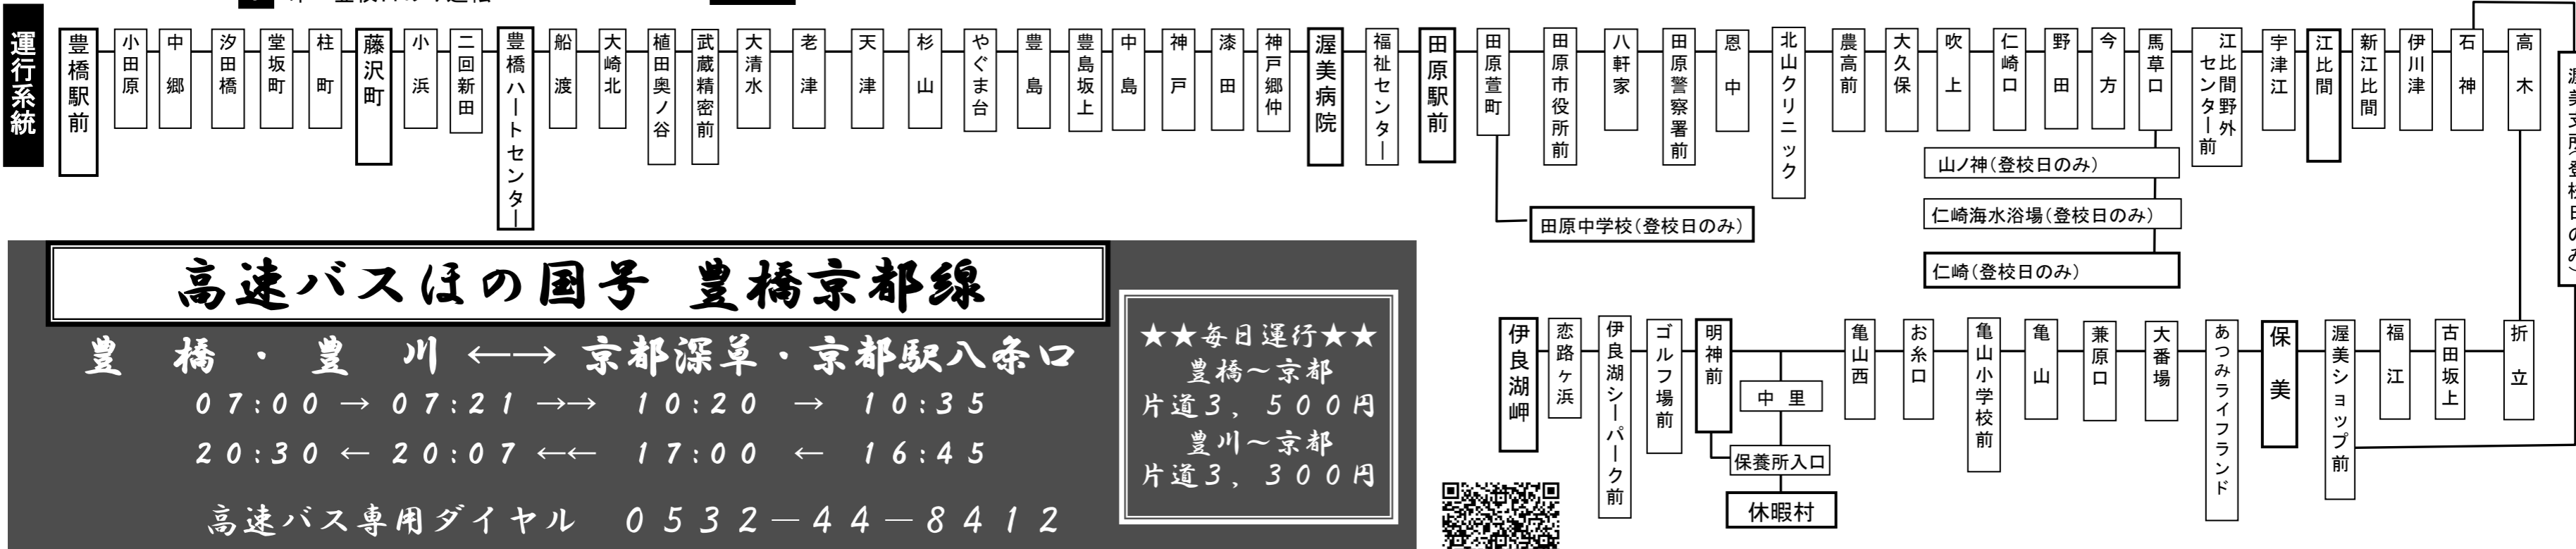 運行系統
豊橋駅前
小田原
中郷
汐田橋
堂坂町
柱町
藤沢町
小浜
二回新田
豊橋ハートセンター
船渡
大崎北
植田奥ノ谷
武蔵精密前
大清水
老津
天津
杉山
やぐま台
豊島
豊島坂上
中島
神戸
漆田
神戸郷仲
渥美病院
福祉センター
田原駅前
田原萱町
田原市役所前
八軒家
田原警察署前
恩中
北山クリニック
農高前
大久保
吹上
仁崎口
野田
今方
馬草口
江比間野外
センター前
宇津江
江比間
新江比間
伊川津
石神
高木
渥美支所(登校日のみ)
山ノ神(登校日のみ)
仁崎海水浴場(登校日のみ)
仁崎(登校日のみ)
田原中学校(登校日のみ)
伊良湖岬
恋路ヶ浜
伊良湖シーパーク前
ゴルフ場前
明神前
中里
保養所入口
休暇村
亀山西
お糸口
亀山小学校前
亀山
兼原口
大番場
あつみライフランド
保美
渥美ショップ前
福江
古田坂上
折立
高速バスほの国号 豊橋京都線
豊橋・豊川←→京都深草・京都駅八条口
07:00 → 07:21 →→ 10:20 → 10:35
20:30 ← 20:07 ←← 17:00 ← 16:45
高速バス専用ダイヤル 0532－44－8412
★★毎日運行★★
豊橋～京都
片道3,500円
豊川～京都
片道3,300円